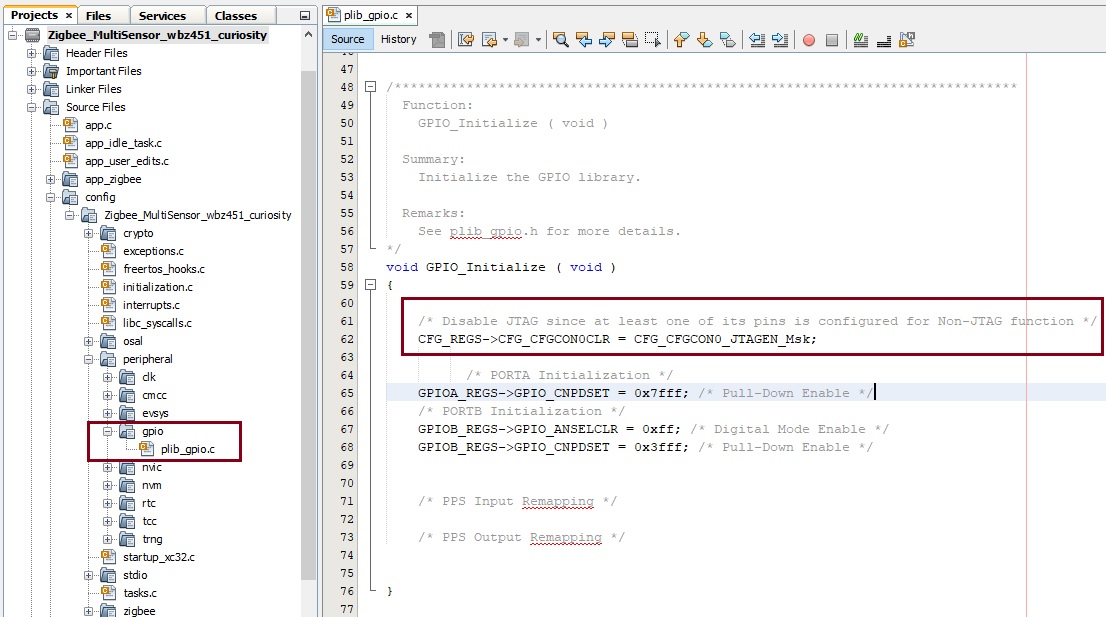 Projects × Files Services Classes
Zigbee_MultiSensor_wbz451_curiosity
Header Files
Important Files
Linker Files
Source Files
app.c
app_idle_task.c
app_user_edits.c
app_zigbee
config
Zigbee_MultiSensor_wbz451_curiosity
crypto
exceptions.c
freertos_hooks.c
initialization.c
interrupts.c
libc_syscalls.c
osal
peripheral
clk
cmcc
evsys
gpio
plib_gpio.c
nvic
nvm
rtc
tcc
trng
startup_xc32.c
stdio
tasks.c
zigbee
plib_gpio.c ×
Source History
47
48 /*******************************************************************************
49 Function:
50 GPIO_Initialize ( void )
51
52 Summary:
53 Initialize the GPIO library.
54
55 Remarks:
56 See plib_gpio.h for more details.
57 */
58 void GPIO_Initialize ( void )
59 {
60
61 /* Disable JTAG since at least one of its pins is configured for Non-JTAG function */
62 CFG_REGS->CFG_CFGCON0CLR = CFG_CFGCON0_JTAGEN_Msk;
63
64 /* PORTA Initialization */
65 GPIOA_REGS->GPIO_CNPDSET = 0x7fff; /* Pull-Down Enable */
66 /* PORTB Initialization */
67 GPIOB_REGS->GPIO_ANSELCLR = 0xff; /* Digital Mode Enable */
68 GPIOB_REGS->GPIO_CNPDSET = 0x3fff; /* Pull-Down Enable */
69
70
71 /* PPS Input Remapping */
72
73 /* PPS Output Remapping */
74
75
76 }
77